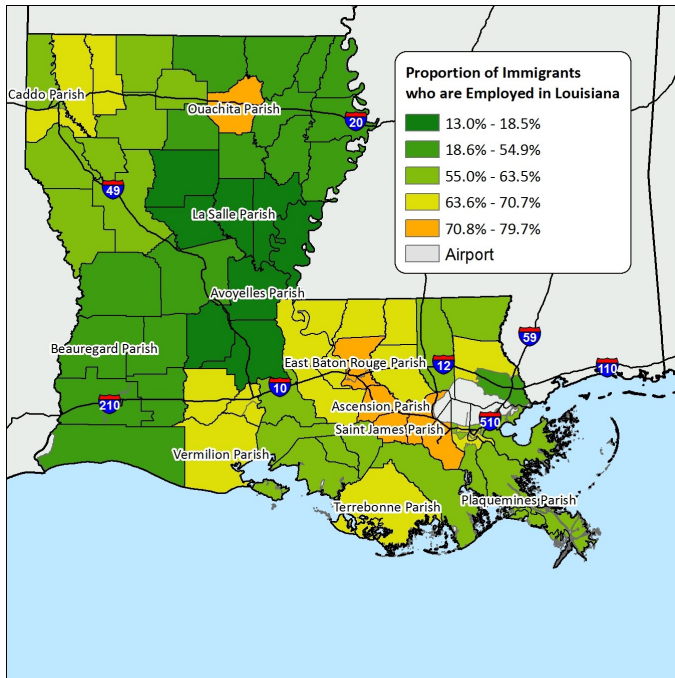 Proportion of Immigrants
who are Employed in Louisiana
13.0% - 18.5%
18.6% - 54.9%
55.0% - 63.5%
63.6% - 70.7%
70.8% - 79.7%
Airport
Caddo Parish
Ouachita Parish
20
49
La Salle Parish
Avoyelles Parish
Beauregard Parish
East Baton Rouge Parish
12
59
110
10
210
Ascension Parish
510
Saint James Parish
Vermilion Parish
Plaquemines Parish
Terrebonne Parish